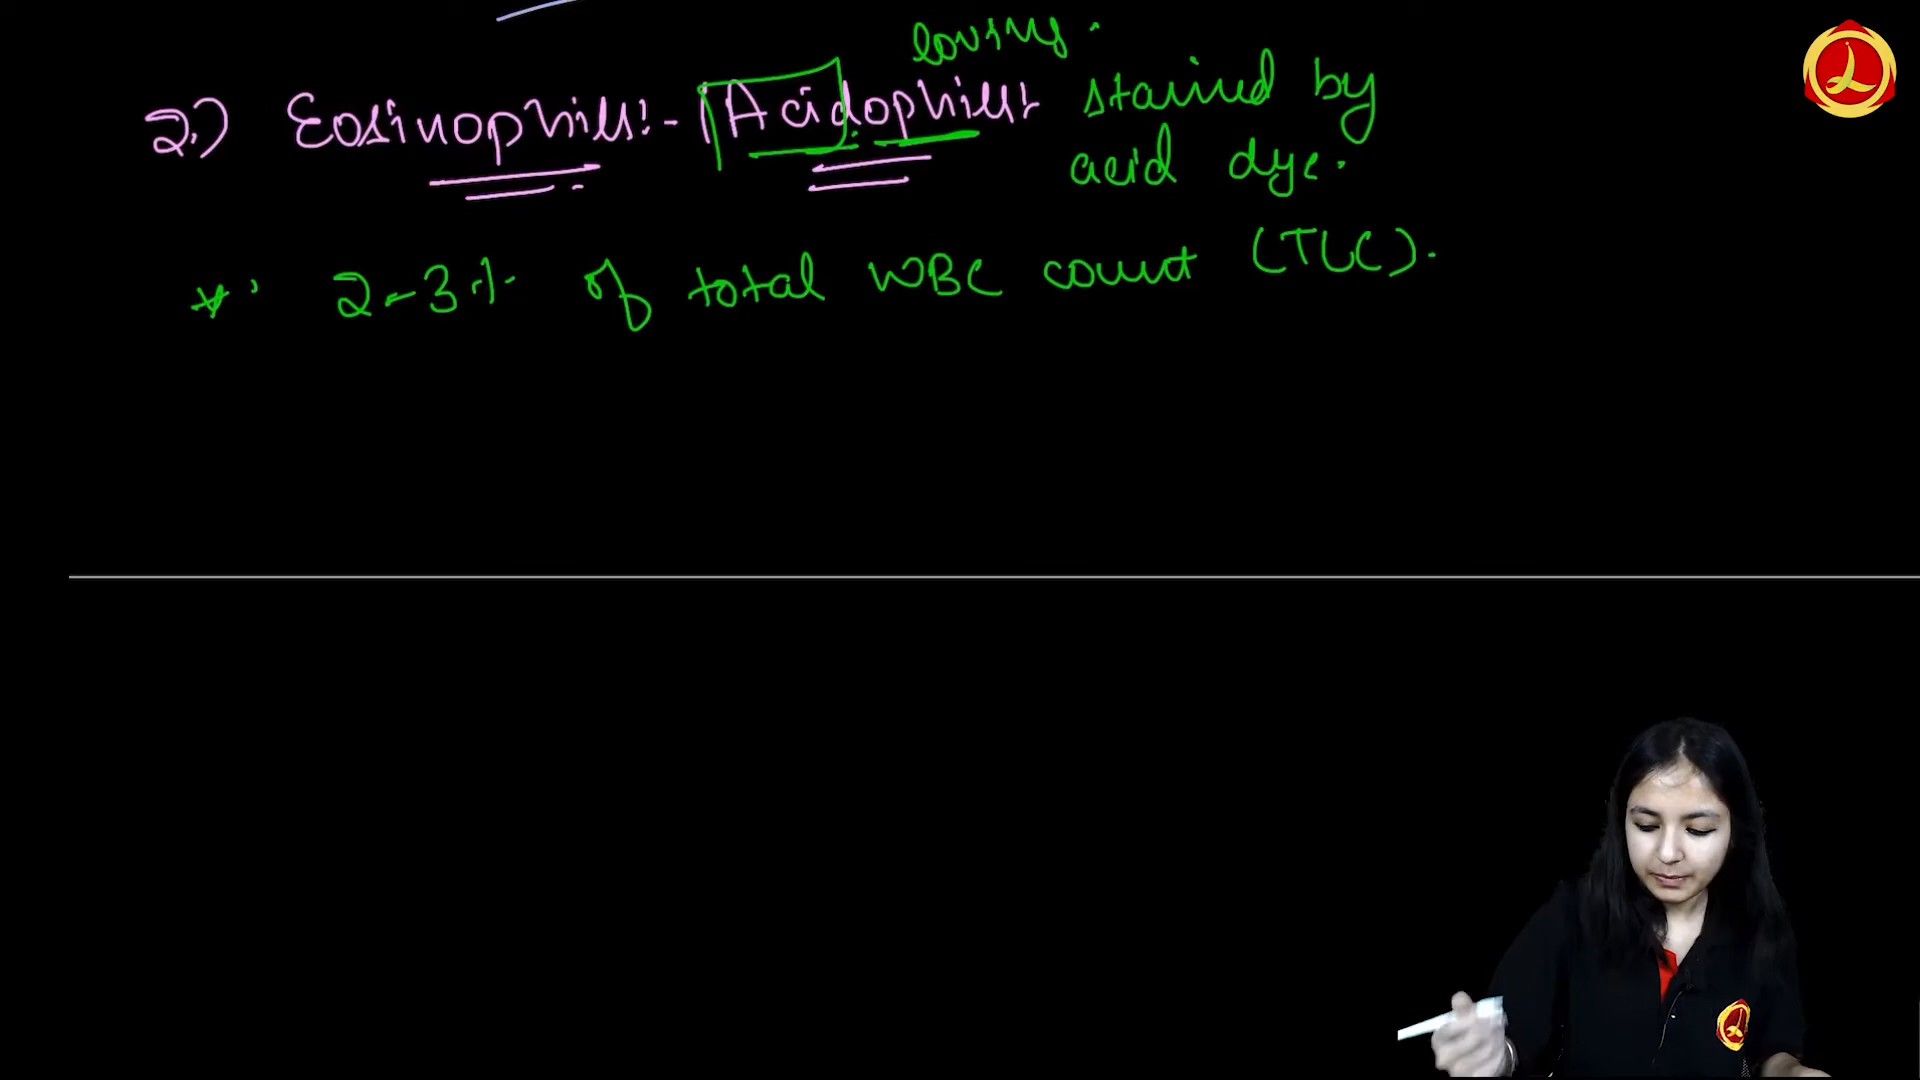 loving.
2.) Eosinophils:- Acidophils: stained by
acid dye.
* 2-3% of total WBC count (TLC).